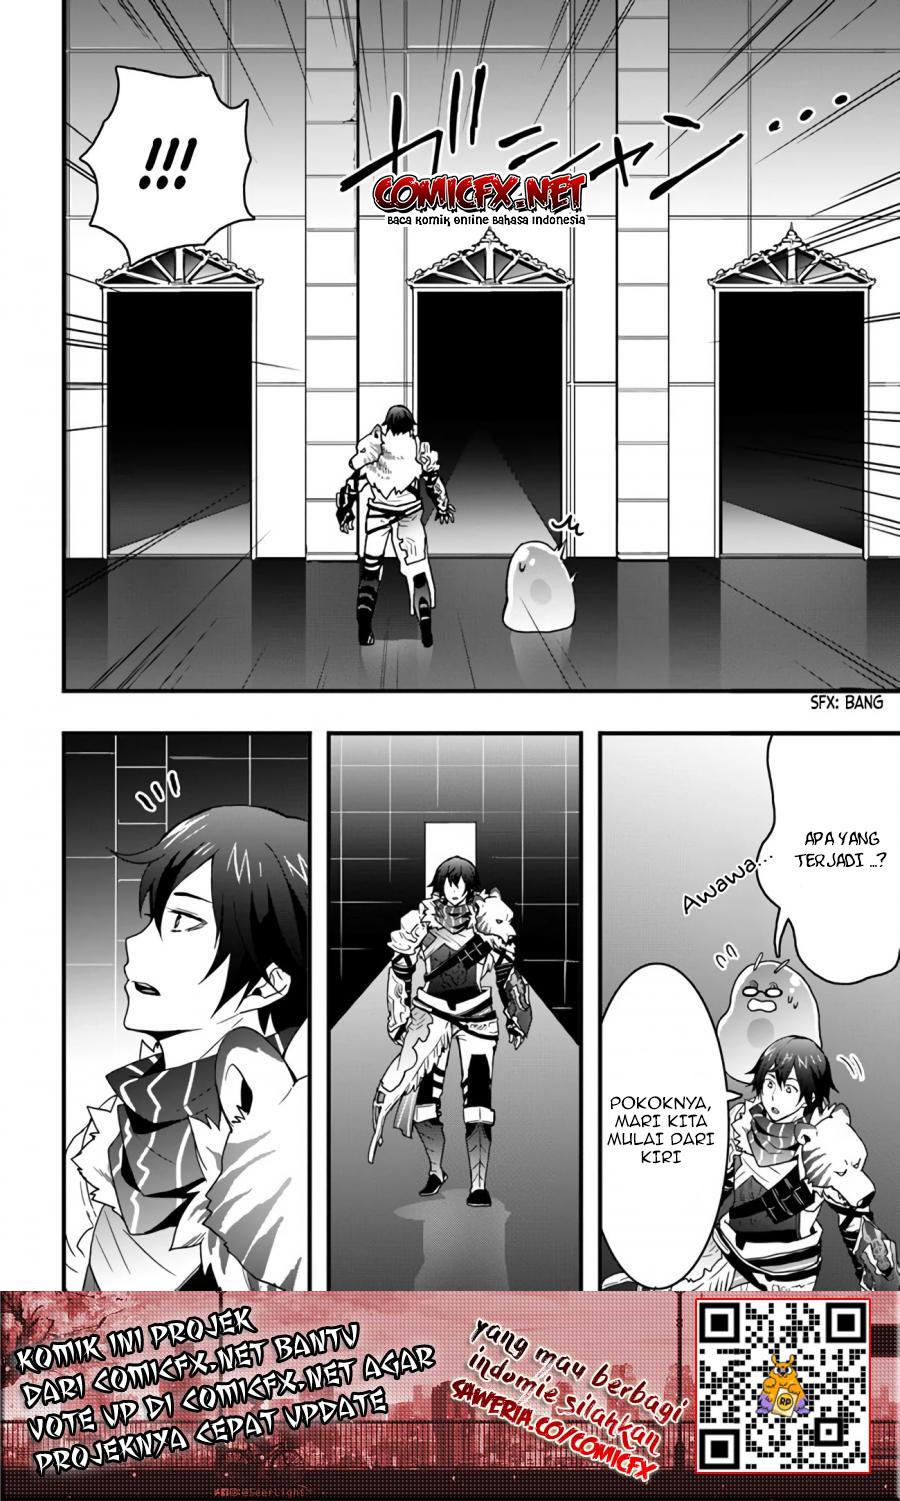 !!!
ガシャン...
COMICFX.NET
Baca Komik Online Bahasa Indonesia
SFX: BANG
APA YANG
TERJADI ...?
Awawa...
POKOKNYA,
MARI KITA
MULAI DARI
KIRI
KOMIK INI PROJEK
DARI COMICFX.NET BANTU
VOTE UP DI COMICFX.NET AGAR
PROJEKNYA CEPAT UPDATE
yang mau berbagi
indomie silahkan
SAWERIA.CO/COMICFX
RP
@SeerLight